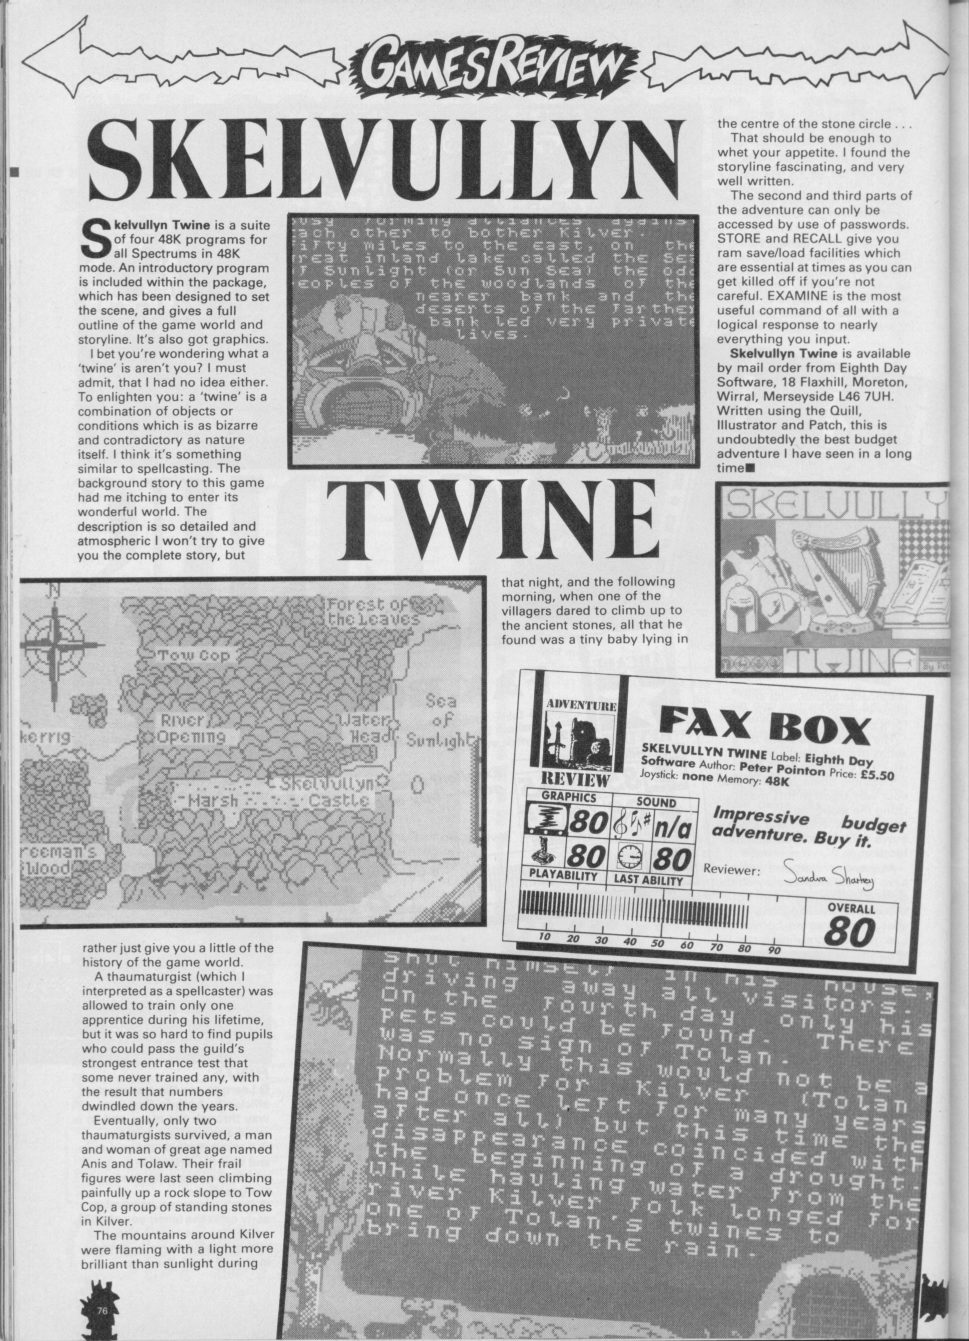 GAMES REVIEW
SKELVULLYN
Skelvullyn Twine is a suite
of four 48K programs for
all Spectrums in 48K
mode. An introductory program
is included within the package,
which has been designed to set
the scene, and gives a full
outline of the game world and
storyline. It's also got graphics.
I bet you're wondering what a
'twine' is aren't you? I must
admit, that I had no idea either.
To enlighten you: a 'twine' is a
combination of objects or
conditions which is as bizarre
and contradictory as nature
itself. I think it's something
similar to spellcasting. The
background story to this game
had me itching to enter its
wonderful world. The
description is so detailed and
atmospheric I won't try to give
you the complete story, but
forming alliances
ach other to bother Kilver.
ifty miles to the east, on the
reat inland lake called the Sea
of Sunlight (or Sun Sea) the odd
eoples of the woodlands of the
nearer bank and the
deserts of the farther
bank led very private
lives.
TWINE
N
Forest of
the Leaves
Tow Cop
River
Opening
Water
Head
Sea
of
Sunlight
kerrig
Skelvullyn
Marsh
Castle
reeman's
Wood
rather just give you a little of the
history of the game world.
A thaumaturgist (which I
interpreted as a spellcaster) was
allowed to train only one
apprentice during his lifetime,
but it was so hard to find pupils
who could pass the guild's
strongest entrance test that
some never trained any, with
the result that numbers
dwindled down the years.
Eventually, only two
thaumaturgists survived, a man
and woman of great age named
Anis and Tolaw. Their frail
figures were last seen climbing
painfully up a rock slope to Tow
Cop, a group of standing stones
in Kilver.
The mountains around Kilver
were flaming with a light more
brilliant than sunlight during
that night, and the following
morning, when one of the
villagers dared to climb up to
the ancient stones, all that he
found was a tiny baby lying in
the centre of the stone circle . . .
That should be enough to
whet your appetite. I found the
storyline fascinating, and very
well written.
The second and third parts of
the adventure can only be
accessed by use of passwords.
STORE and RECALL give you
ram save/load facilities which
are essential at times as you can
get killed off if you're not
careful. EXAMINE is the most
useful command of all with a
logical response to nearly
everything you input.
Skelvullyn Twine is available
by mail order from Eighth Day
Software, 18 Flaxhill, Moreton,
Wirral, Merseyside L46 7UH.
Written using the Quill,
Illustrator and Patch, this is
undoubtedly the best budget
adventure I have seen in a long
time■
SKELVULLY
TWINE
By
ADVENTURE
REVIEW
FAX BOX
SKELVULLYN TWINE Label: Eighth Day
Software Author: Peter Pointon Price: £5.50
Joystick: none Memory: 48K
GRAPHICS
80
SOUND
n/a
80
PLAYABILITY
80
LAST ABILITY
Impressive budget
adventure. Buy it.
Reviewer: Sandra Sharkey
10 20 30 40 50 60 70 80 90
OVERALL
80
shut himself in his house,
driving away all visitors.
On the fourth day only his
pets could be found. There
was no sign of Tolan.
Normally this would not be a
problem for Kilver (Tolan
had once left for many years
after all) but this time the
disappearance coincided with
the beginning of a drought.
While hauling water from the
river Kilver folk longed for
one of Tolan's twines to
bring down the rain.
76